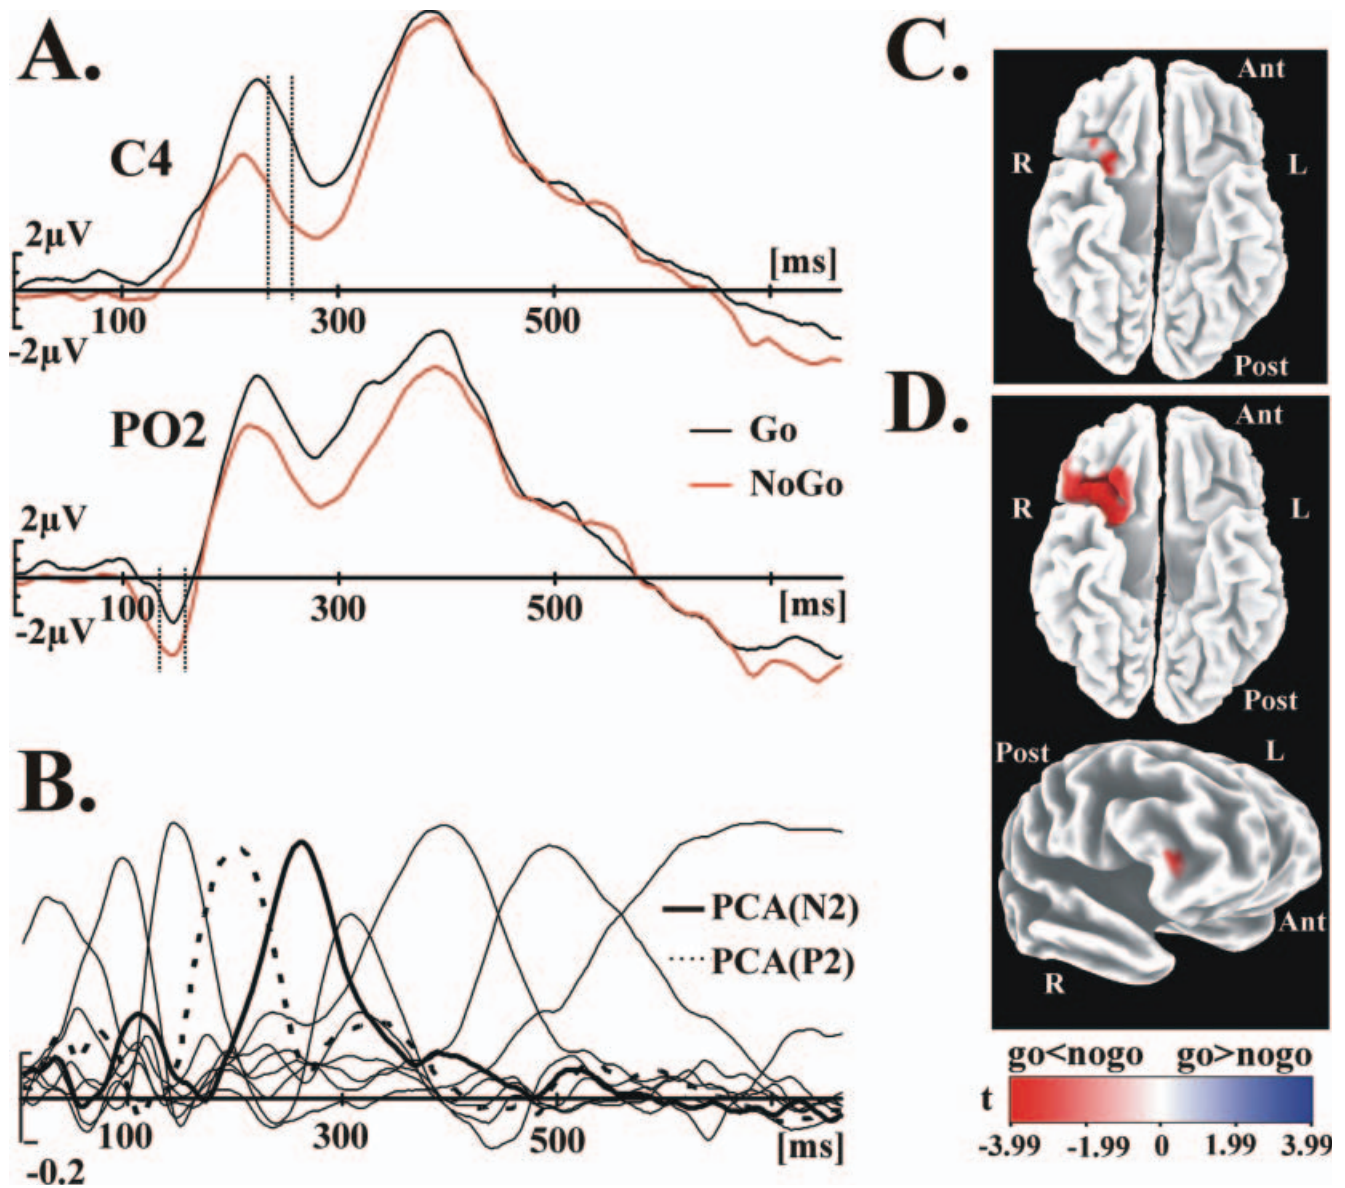 A.
C4
2µV
[ms]
100 300 500
-2µV
PO2
Go
NoGo
2µV
100 300 500 [ms]
-2µV
B.
PCA(N2)
PCA(P2)
100 300 500 [ms]
-0.2
C.
Ant
R L
Post
D.
Ant
R L
Post
Post L
Ant
R
go<nogo go>nogo
t
-3.99 -1.99 0 1.99 3.99